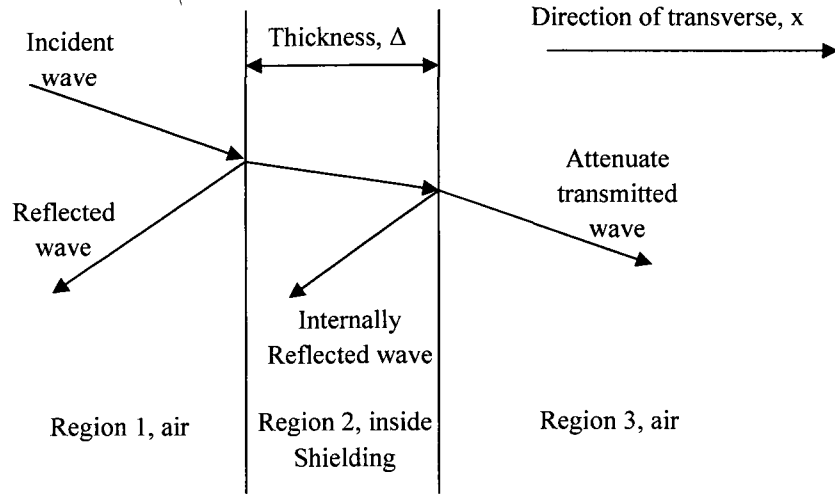 Direction of transverse, x
Incident
wave
Thickness, Δ
Attenuate
transmitted
wave
Reflected
wave
Internally
Reflected wave
Region 1, air
Region 2, inside
Shielding
Region 3, air